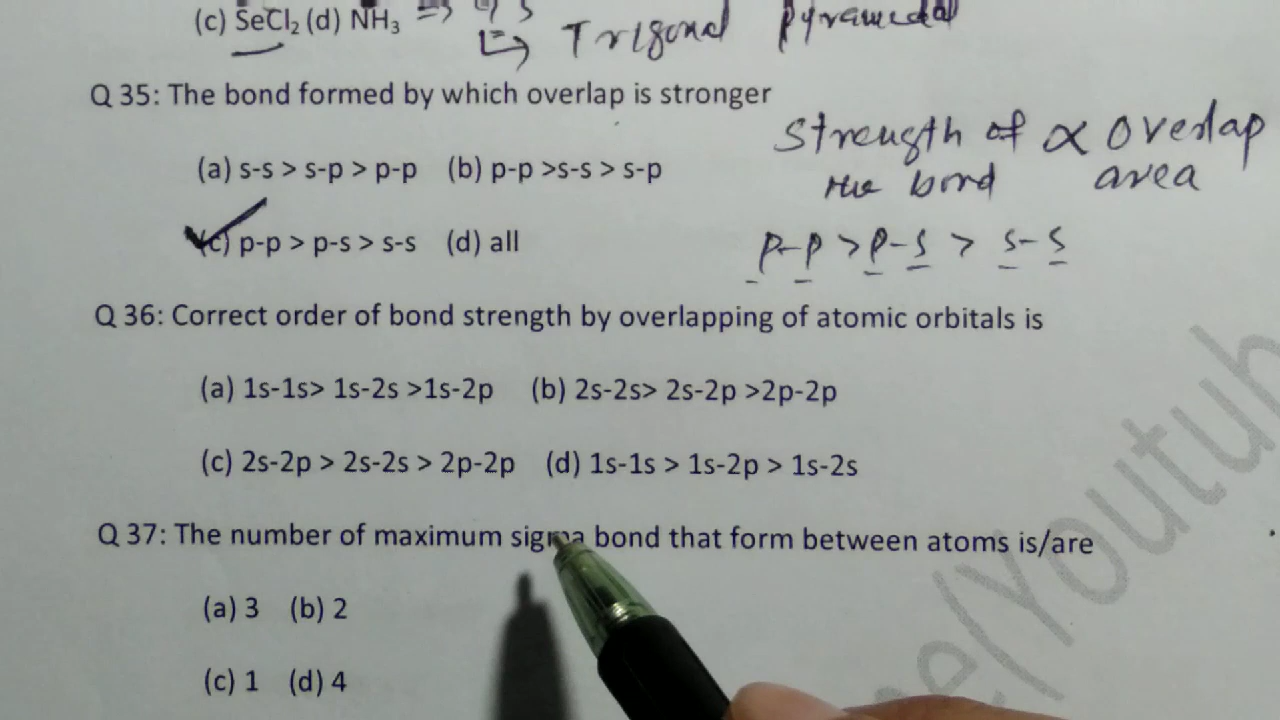 (c) SeCl₂ (d) NH₃ ⇒
↳ Trigonal Pyramidal
Q 35: The bond formed by which overlap is stronger
Strength of ∝ Overlap
the bond area
(a) s-s > s-p > p-p (b) p-p >s-s > s-p
(c) p-p > p-s > s-s (d) all
p-p > p-s > s-s
Q 36: Correct order of bond strength by overlapping of atomic orbitals is
(a) 1s-1s> 1s-2s >1s-2p (b) 2s-2s> 2s-2p >2p-2p
(c) 2s-2p > 2s-2s > 2p-2p (d) 1s-1s > 1s-2p > 1s-2s
Q 37: The number of maximum sigma bond that form between atoms is/are
(a) 3 (b) 2
(c) 1 (d) 4